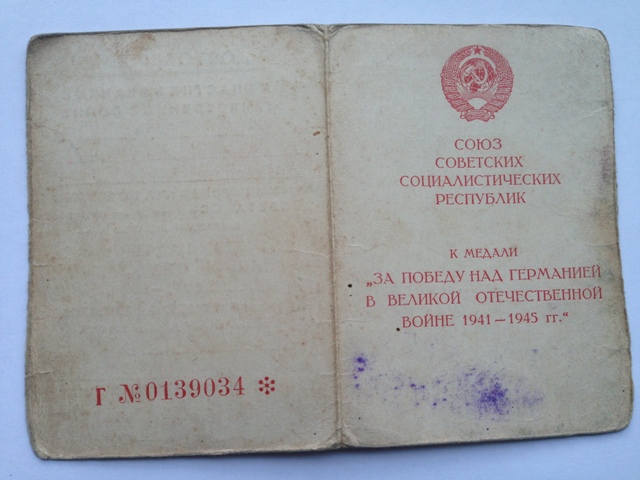 СОЮЗ
СОВЕТСКИХ
СОЦИАЛИСТИЧЕСКИХ
РЕСПУБЛИК
К МЕДАЛИ
„ЗА ПОБЕДУ НАД ГЕРМАНИЕЙ
В ВЕЛИКОЙ ОТЕЧЕСТВЕННОЙ
ВОЙНЕ 1941—1945 гг.“
Г №0139034 *